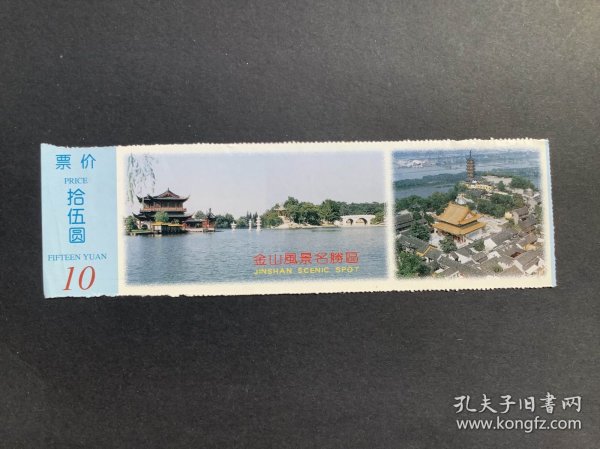 票价
PRICE
拾伍圆
FIFTEEN YUAN
10
金山風景名勝區
JINSHAN SCENIC SPOT
孔夫子旧书网
www.kongfz.com